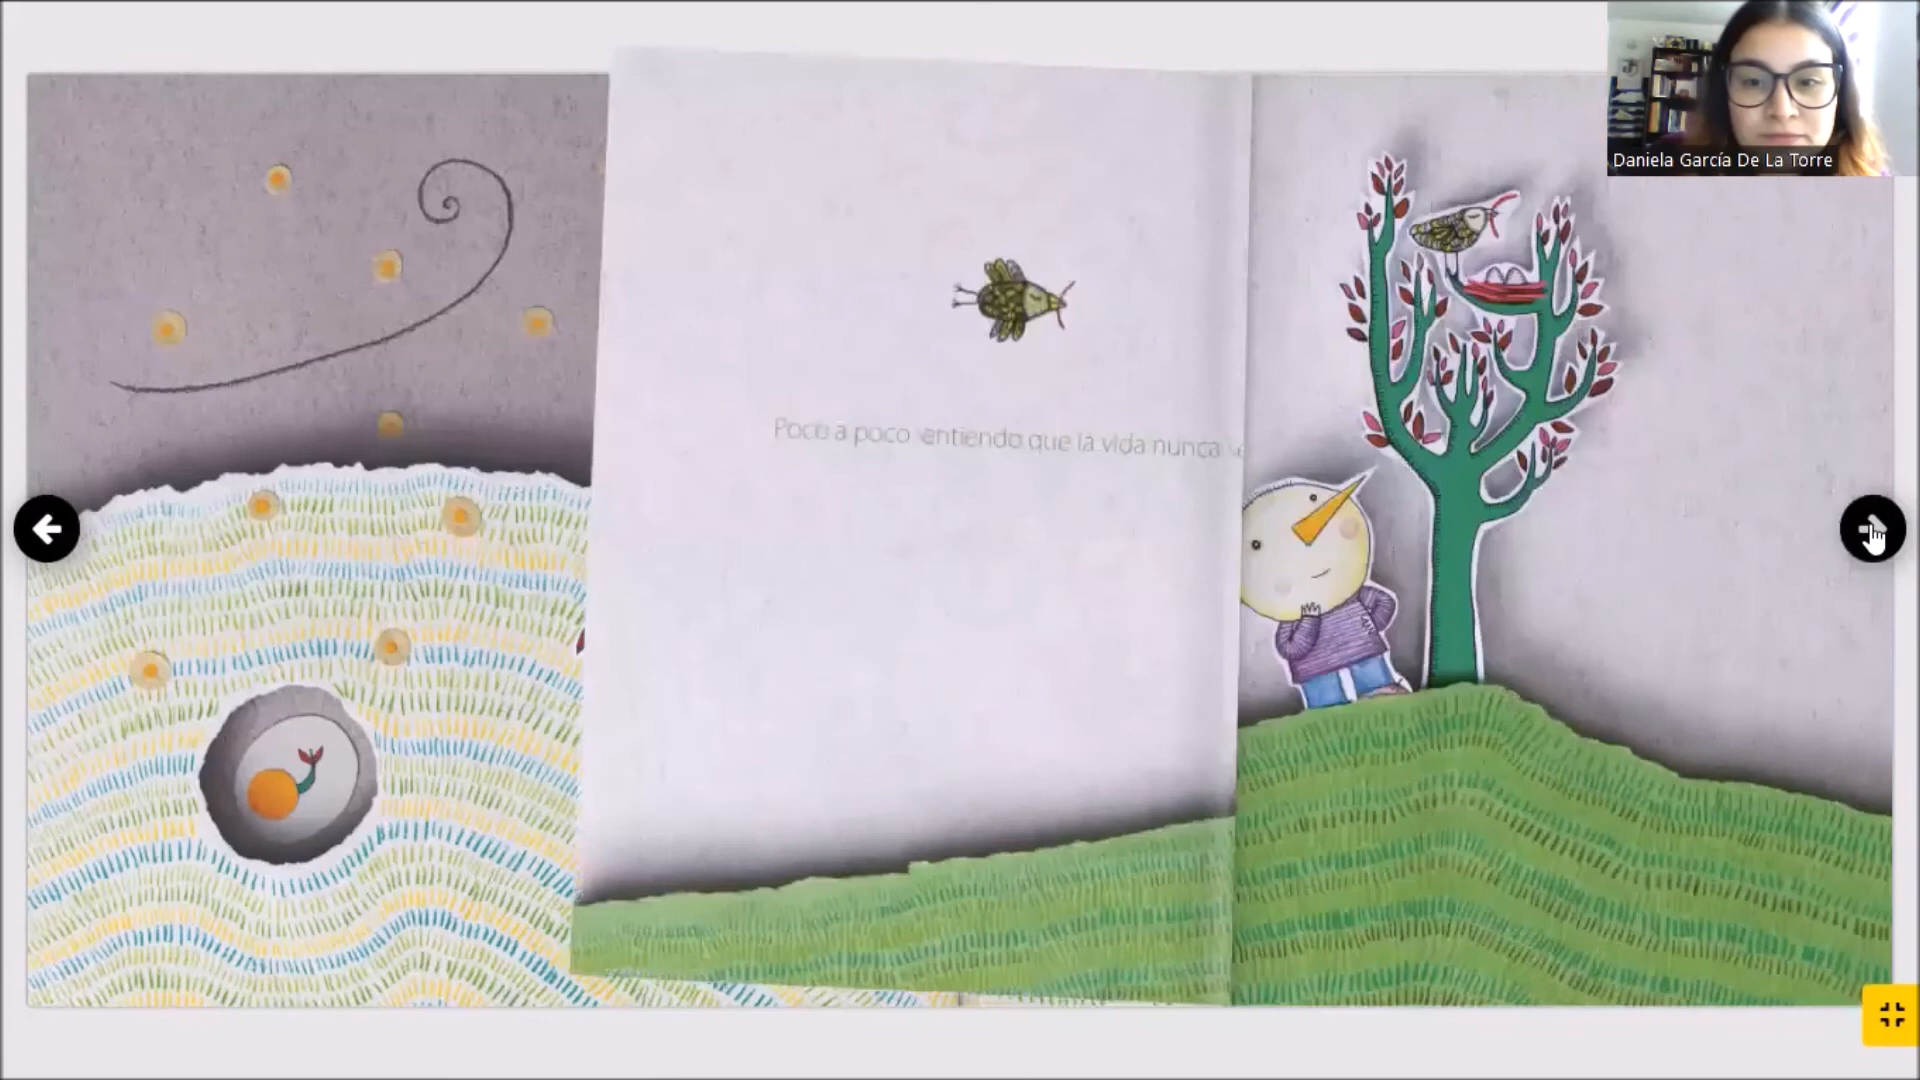 Daniela García De La Torre
Poco a poco entiendo que la vida nunca